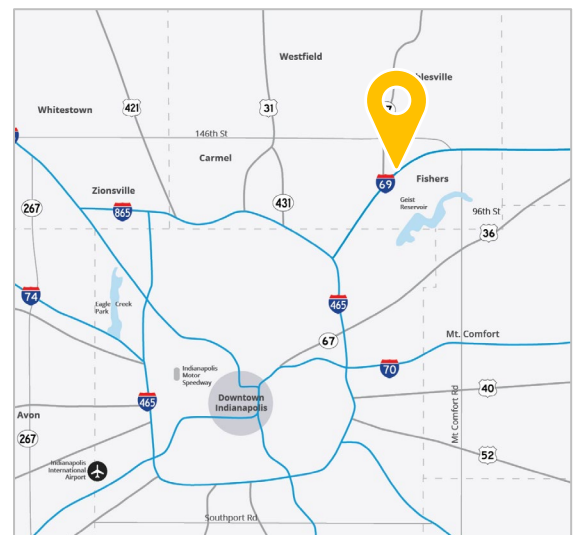 Westfield
Whitestown
421
31
146th St
Carmel
Zionsville
69
Fishers
Geist
Reservoir
267
865
431
96th St
36
74
Eagle Creek
Park
465
67
Mt. Comfort
Indianapolis
Motor
Speedway
70
465
Downtown
Indianapolis
40
Mt Comfort Rd
Avon
267
52
Indianapolis
International
Airport
Southport Rd